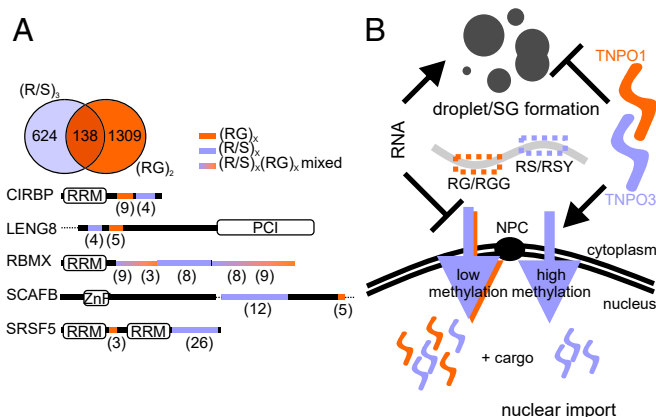 A
(R/S)3
624 138 1309
(RG)2
(RG)X
(R/S)X
(R/S)X(RG)X mixed
CIRBP RRM
(9) (4)
LENG8 PCI
(4) (5)
RBMX RRM
(9) (3) (8) (8) (9)
SCAFB ZnF
(12) (5)
SRSF5 RRM RRM
(3) (26)
B
TNPO1
droplet/SG formation
RNA
RS/RSY
RG/RGG
TNPO3
NPC
cytoplasm
nucleus
low methylation
high methylation
+ cargo
nuclear import